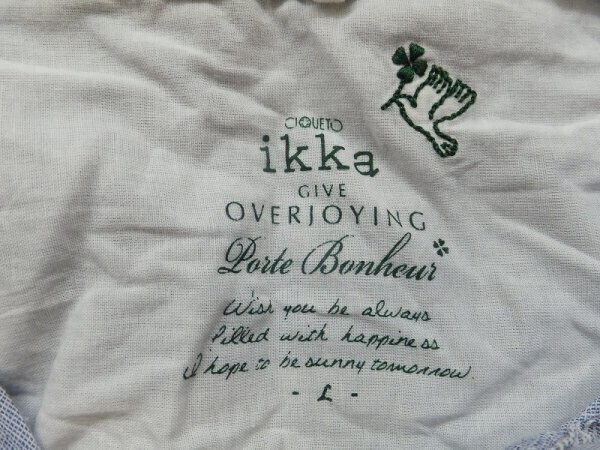 CIQUETO
ikka
GIVE
OVERJOYING
Porte Bonheur
Wish you be always
filled with happiness
I hope to be sunny tomorrow.
- L -